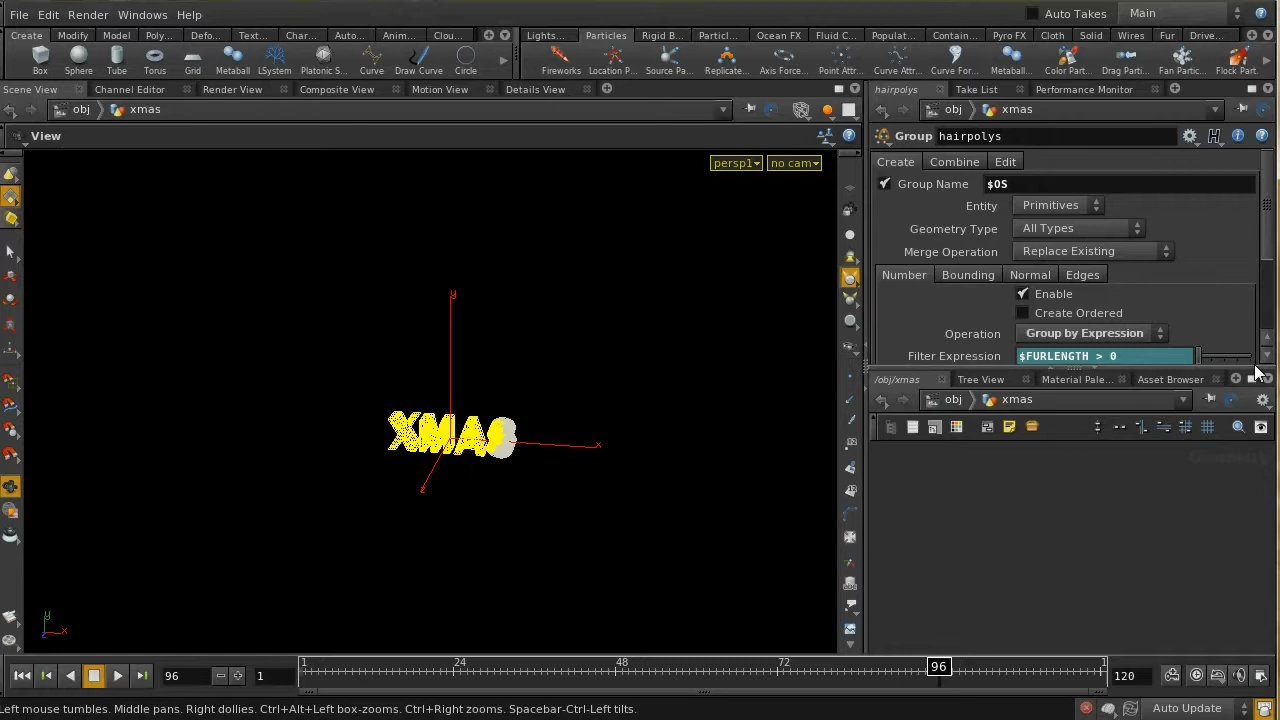 File Edit Render Windows Help Auto Takes Main
Create Modify Model Poly... Defo... Text... Char... Auto... Anim... Clou... Lights... Particles Rigid B... Particl... Ocean FX Fluid C... Populat... Contain... Pyro FX Cloth Solid Wires Fur Drive...
Box Sphere Tube Torus Grid Metaball LSystem Platonic S... Curve Draw Curve Circle Fireworks Location P... Source Pa... Replicate... Axis Force... Point Attr... Curve Attr... Curve For... Metaball... Color Part... Drag Parti... Fan Partic... Flock Part.
Scene View Channel Editor Render View Composite View Motion View Details View hairpolys Take List Performance Monitor
obj xmas obj xmas
View Group hairpolys
persp1 no cam Create Combine Edit
Group Name $OS
Entity Primitives
Geometry Type All Types
Merge Operation Replace Existing
Number Bounding Normal Edges
Enable
Create Ordered
Operation Group by Expression
Filter Expression $FURLENGTH > 0
/obj/xmas Tree View Material Pale... Asset Browser
obj xmas
Geometry
y
XMAS
x
z
y
z x
96 1 1 24 48 72 96 1 120
Left mouse tumbles. Middle pans. Right dollies. Ctrl+Alt+Left box-zooms. Ctrl+Right zooms. Spacebar-Ctrl-Left tilts. Auto Update